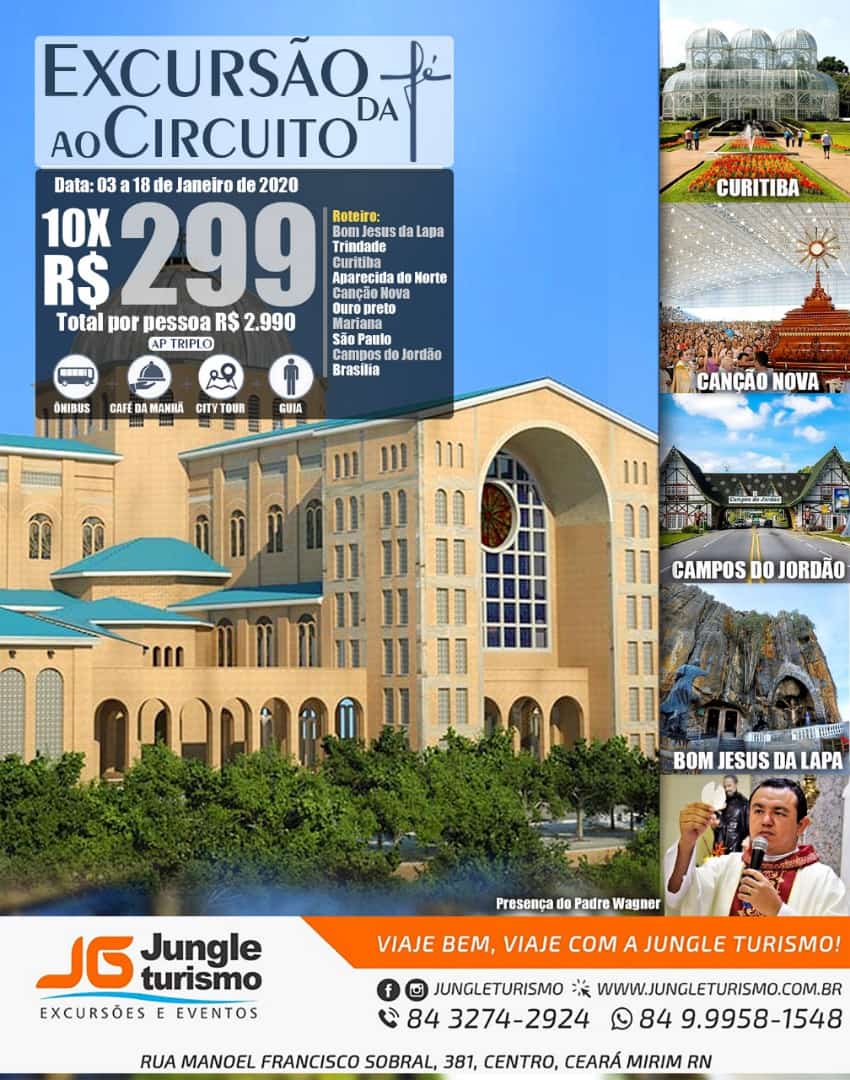 EXCURSÃO
AO CIRCUITO DA fé
Data: 03 a 18 de Janeiro de 2020
10X
R$ 299
Total por pessoa R$ 2.990
AP TRIPLO
ÔNIBUS
CAFÉ DA MANHÃ
CITY TOUR
GUIA
Roteiro:
Bom Jesus da Lapa
Trindade
Curitiba
Aparecida do Norte
Canção Nova
Ouro preto
Mariana
São Paulo
Campos do Jordão
Brasília
CURITIBA
CANÇÃO NOVA
Campos do Jordão
CAMPOS DO JORDÃO
BOM JESUS DA LAPA
Presença do Padre Wagner
JG Jungle
turismo
EXCURSÕES E EVENTOS
VIAJE BEM, VIAJE COM A JUNGLE TURISMO!
JUNGLETURISMO WWW.JUNGLETURISMO.COM.BR
84 3274-2924 84 9.9958-1548
RUA MANOEL FRANCISCO SOBRAL, 381, CENTRO, CEARÁ MIRIM RN